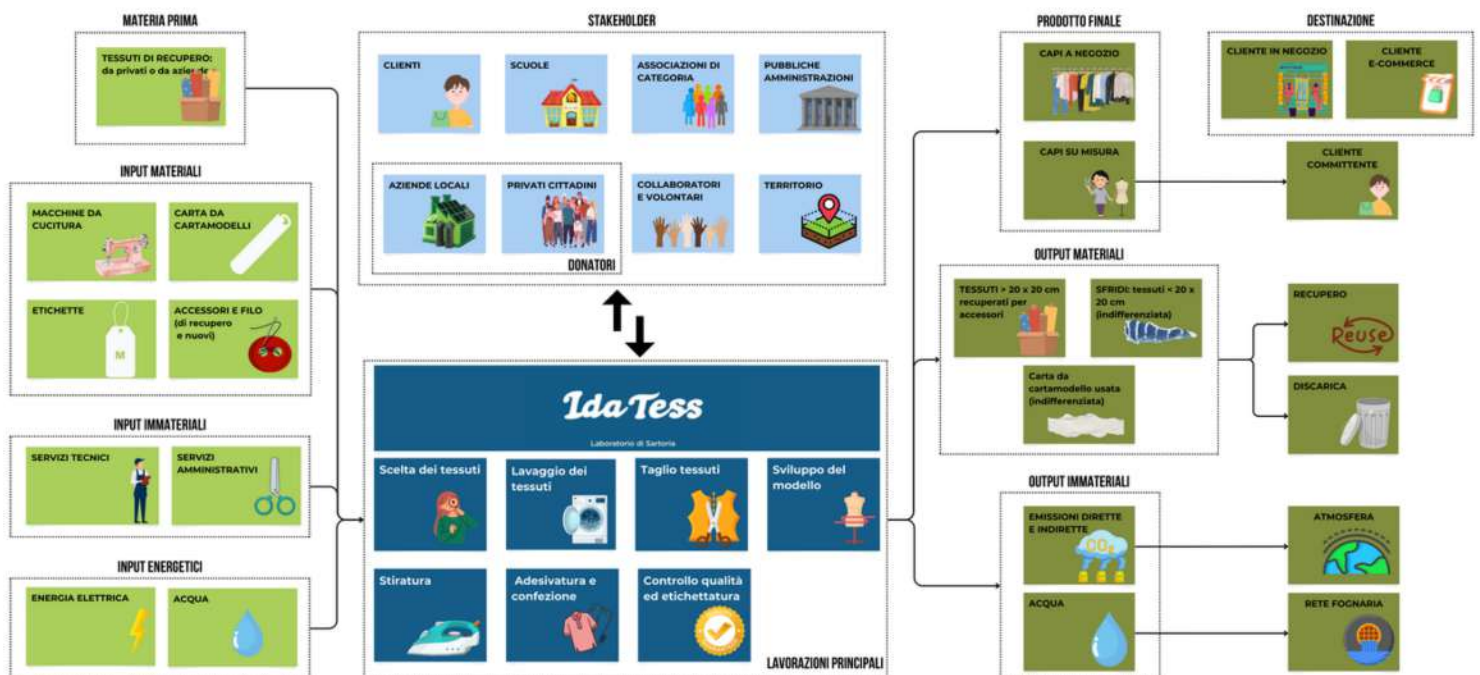 MATERIA PRIMA
TESSUTI DI RECUPERO:
da privati o da aziende
INPUT MATERIALI
MACCHINE DA
CUCITURA
CARTA DA
CARTAMODELLI
ETICHETTE
M
ACCESSORI E FILO
(di recupero
e nuovi)
INPUT IMMATERIALI
SERVIZI TECNICI
SERVIZI
AMMINISTRATIVI
INPUT ENERGETICI
ENERGIA ELETTRICA
ACQUA
STAKEHOLDER
CLIENTI
SCUOLE
ASSOCIAZIONI DI
CATEGORIA
PUBBLICHE
AMMINISTRAZIONI
AZIENDE LOCALI
PRIVATI CITTADINI
DONATORI
COLLABORATORI
E VOLONTARI
TERRITORIO
Ida Tess
Laboratorio di Sartoria
Scelta dei tessuti
Lavaggio dei
tessuti
Taglio tessuti
Sviluppo del
modello
Stiratura
Adesivatura e
confezione
Controllo qualità
ed etichettatura
LAVORAZIONI PRINCIPALI
PRODOTTO FINALE
CAPI A NEGOZIO
CAPI SU MISURA
DESTINAZIONE
CLIENTE IN NEGOZIO
CLIENTE
E-COMMERCE
CLIENTE
COMMITTENTE
OUTPUT MATERIALI
TESSUTI > 20 x 20 cm
recuperati per
accessori
SFRIDI: tessuti < 20 x
20 cm
(indifferenziata)
Carta da
cartamodello usata
(indifferenziata)
RECUPERO
Reuse
DISCARICA
OUTPUT IMMATERIALI
EMISSIONI DIRETTE
E INDIRETTE
CO2
ATMOSFERA
ACQUA
RETE FOGNARIA